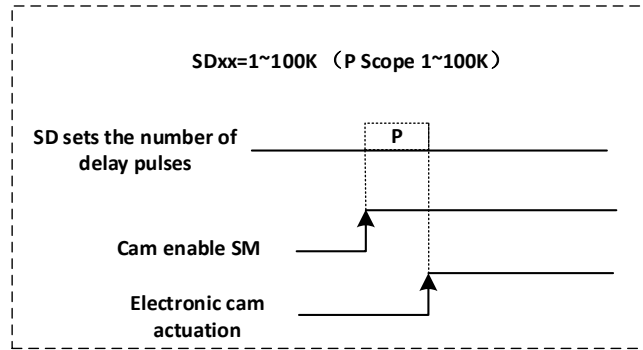 SDxx=1~100K（P Scope 1~100K）
P
SD sets the number of
delay pulses
Cam enable SM
Electronic cam
actuation